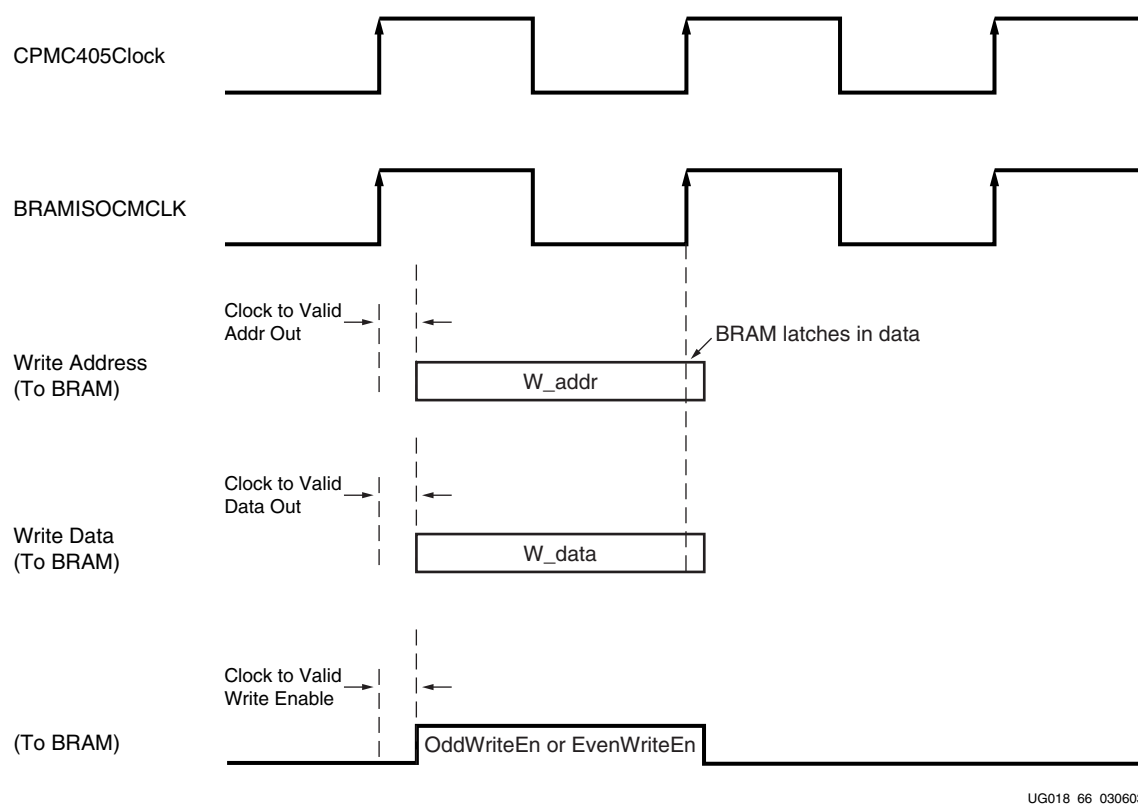 CPMC405Clock
BRAMISOCMCLK
Clock to Valid
Addr Out
BRAM latches in data
Write Address
(To BRAM)
W_addr
Clock to Valid
Data Out
Write Data
(To BRAM)
W_data
Clock to Valid
Write Enable
(To BRAM)
OddWriteEn or EvenWriteEn
UG018_66_030603